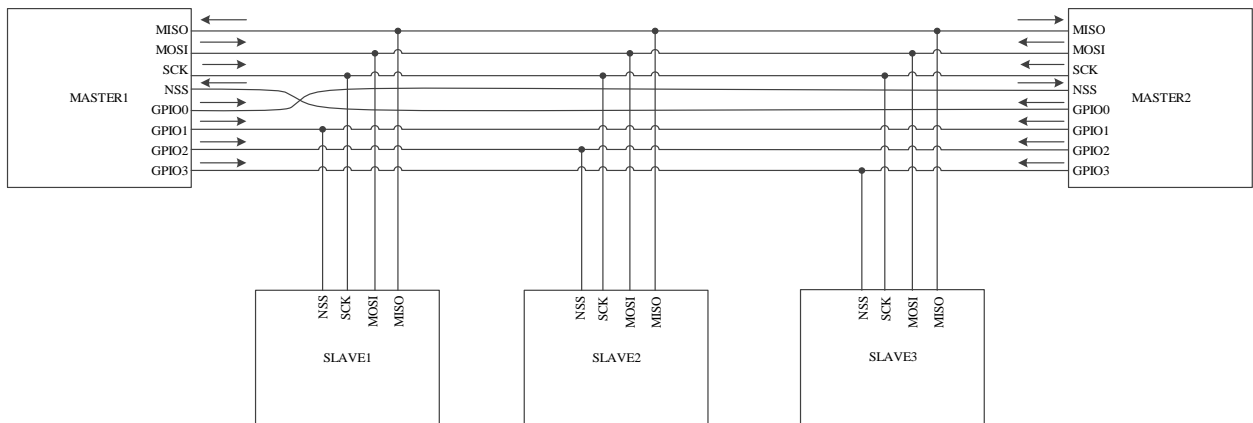 MISO
MOSI
SCK
NSS
GPIO0
GPIO1
GPIO2
GPIO3
MASTER1
MISO
MOSI
SCK
NSS
GPIO0
GPIO1
GPIO2
GPIO3
MASTER2
NSS
SCK
MOSI
MISO
SLAVE1
NSS
SCK
MOSI
MISO
SLAVE2
NSS
SCK
MOSI
MISO
SLAVE3